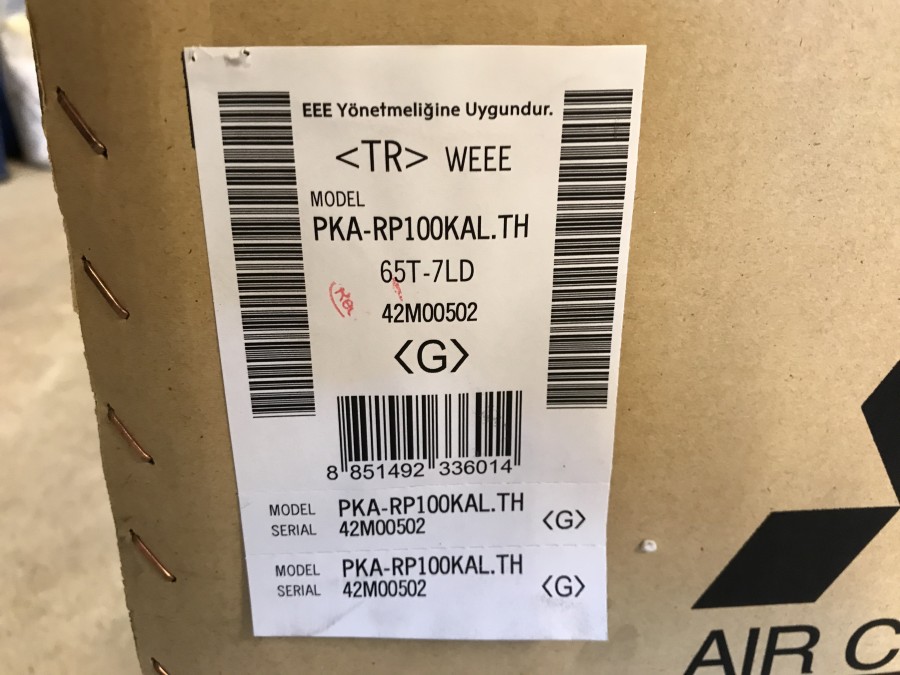 EEE Yönetmeliğine Uygundur.
<TR> WEEE
MODEL
PKA-RP100KAL.TH
65T-7LD
42M00502
<G>
8 851492 336014
MODEL PKA-RP100KAL.TH
SERIAL 42M00502 <G>
MODEL PKA-RP100KAL.TH
SERIAL 42M00502 <G>
AIR C